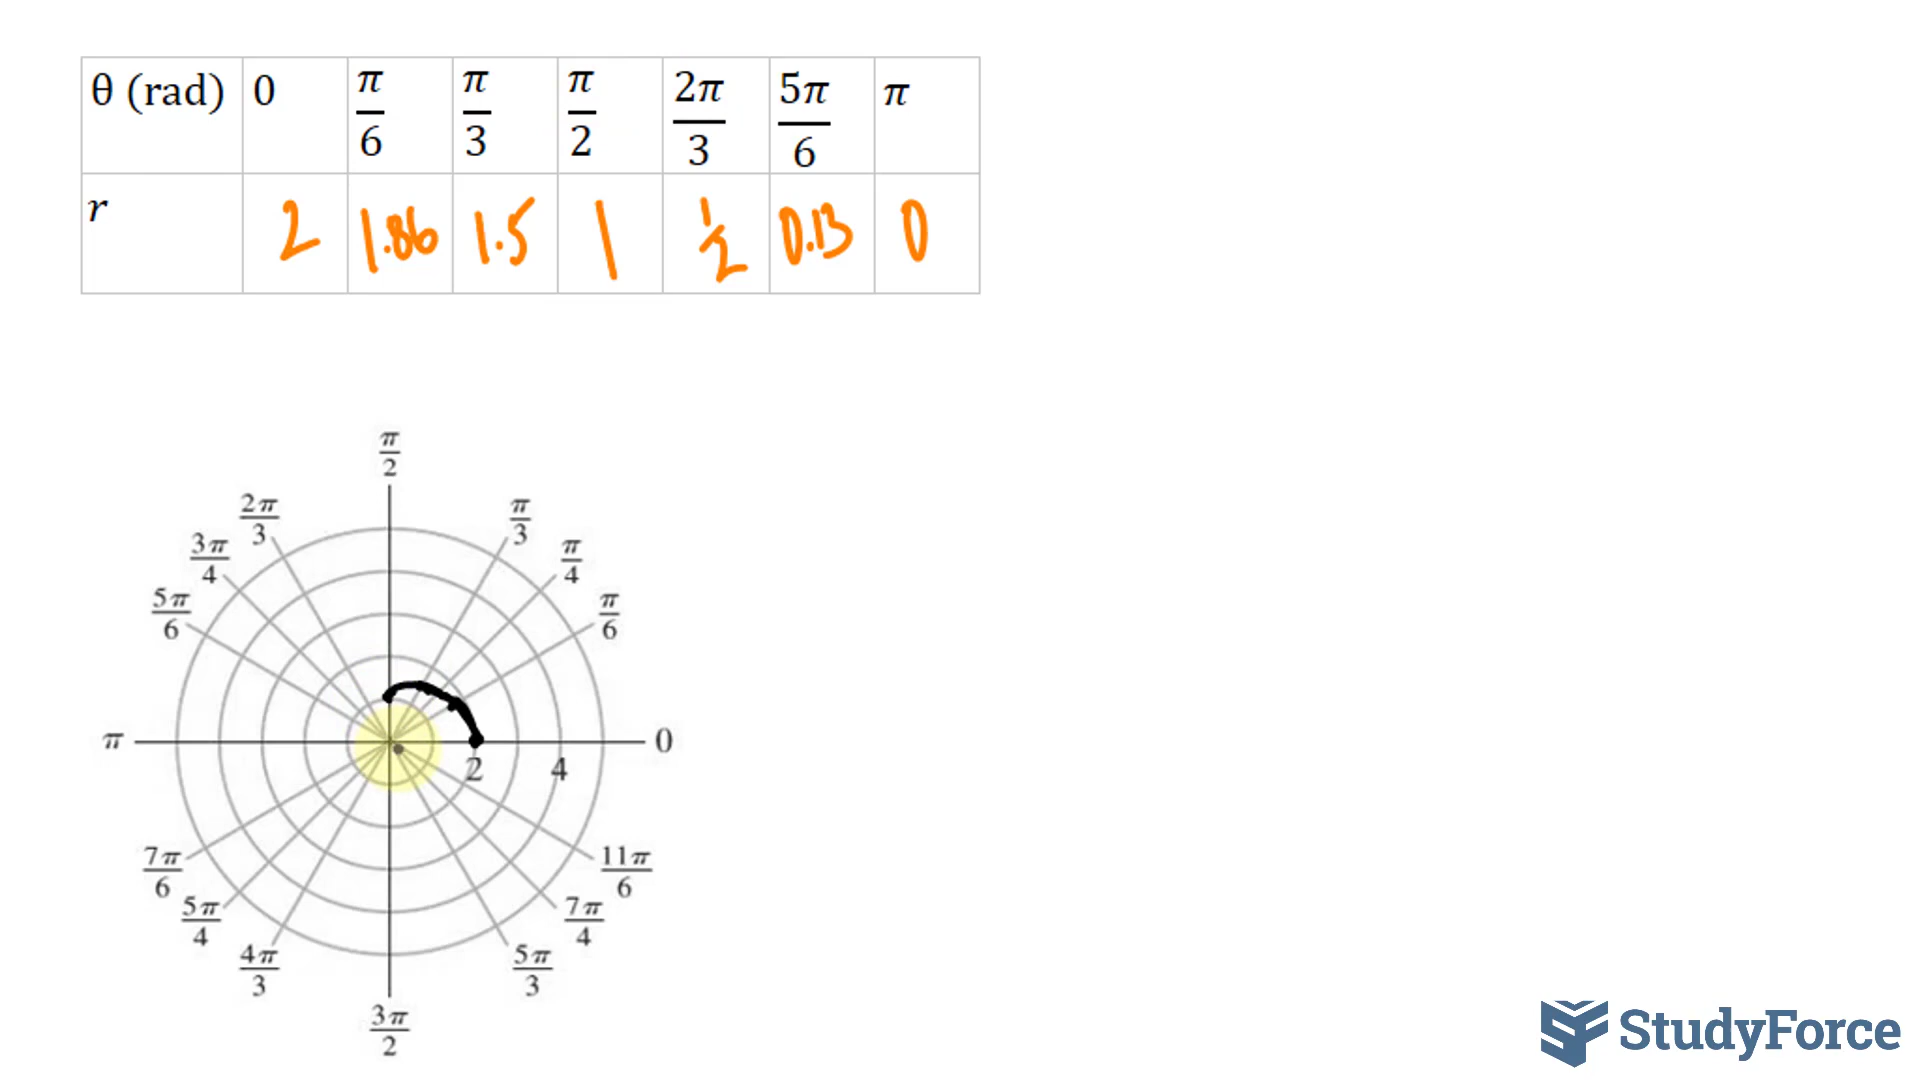 θ (rad) 0 π/6 π/3 π/2 2π/3 5π/6 π
r 2 1.86 1.5 1 1/2 0.13 0
π/2
2π/3 π/3
3π/4 π/4
5π/6 π/6
π 0
2 4
7π/6 11π/6
5π/4 7π/4
4π/3 5π/3
3π/2
StudyForce